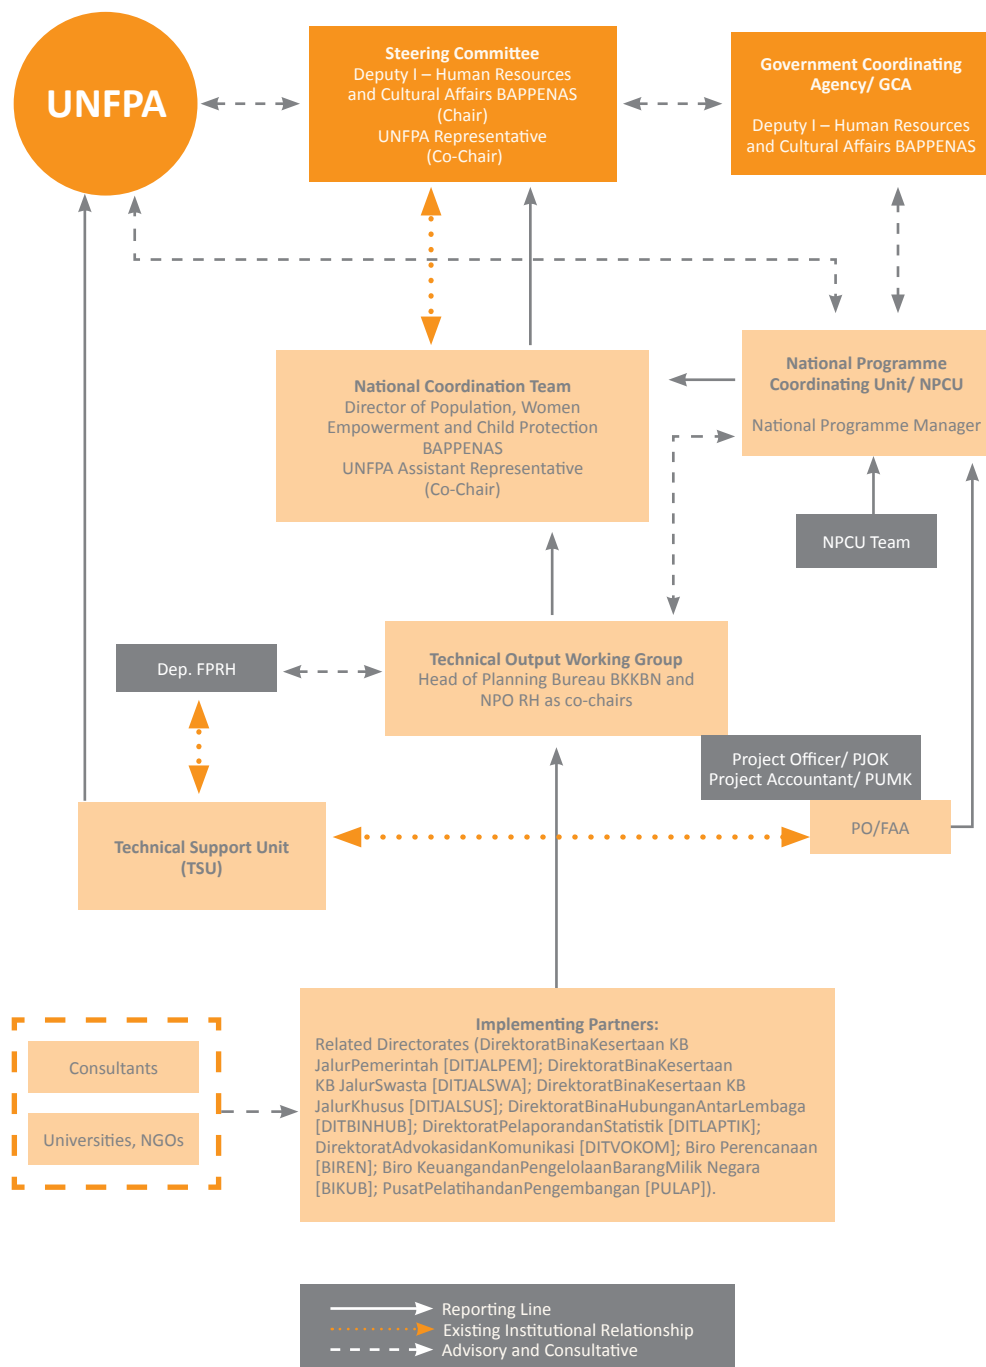 UNFPA
Steering Committee
Deputy I – Human Resources
and Cultural Affairs BAPPENAS
(Chair)
UNFPA Representative
(Co-Chair)
Government Coordinating
Agency/ GCA
Deputy I – Human Resources
and Cultural Affairs BAPPENAS
National Coordination Team
Director of Population, Women
Empowerment and Child Protection
BAPPENAS
UNFPA Assistant Representative
(Co-Chair)
National Programme
Coordinating Unit/ NPCU
National Programme Manager
NPCU Team
Dep. FPRH
Technical Output Working Group
Head of Planning Bureau BKKBN and
NPO RH as co-chairs
Project Officer/ PJOK
Project Accountant/ PUMK
PO/FAA
Technical Support Unit
(TSU)
Consultants
Universities, NGOs
Implementing Partners:
Related Directorates (DirektoratBinaKesertaan KB
JalurPemerintah [DITJALPEM]; DirektoratBinaKesertaan
KB JalurSwasta [DITJALSWA]; DirektoratBinaKesertaan KB
JalurKhusus [DITJALSUS]; DirektoratBinaHubunganAntarLembaga
[DITBINHUB]; DirektoratPelaporandanStatistik [DITLAPTIK];
DirektoratAdvokasidanKomunikasi [DITVOKOM]; Biro Perencanaan
[BIREN]; Biro KeuangandanPengelolaanBarangMilik Negara
[BIKUB]; PusatPelatihandanPengembangan [PULAP]).
Reporting Line
Existing Institutional Relationship
Advisory and Consultative